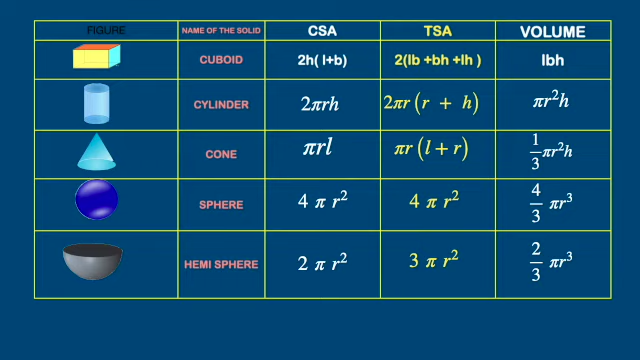 FIGURE NAME OF THE SOLID CSA TSA VOLUME
CUBOID 2h( l+b) 2(lb +bh +lh ) lbh
CYLINDER 2πrh 2πr(r + h) πr²h
CONE πrl πr(l + r) 1/3 πr²h
SPHERE 4 π r² 4 π r² 4/3 πr³
HEMI SPHERE 2 π r² 3 π r² 2/3 πr³